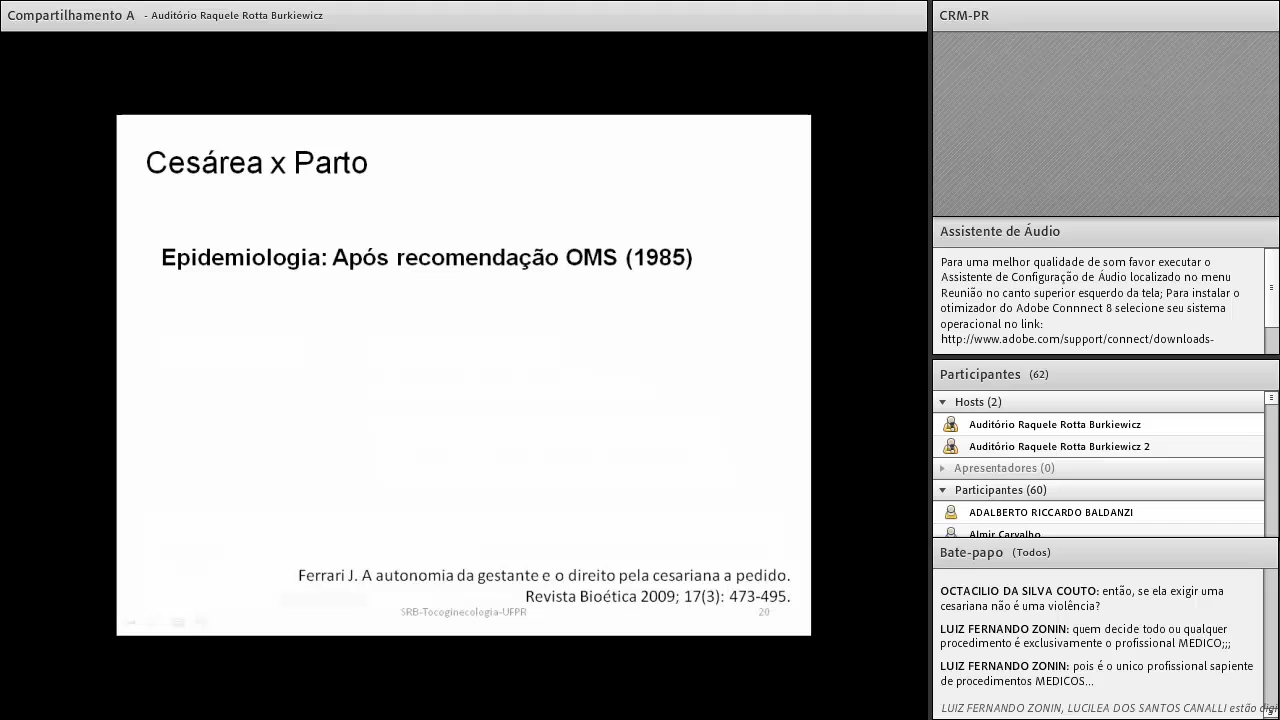 Compartilhamento A - Auditório Raquele Rotta Burkiewicz
Cesárea x Parto
Epidemiologia: Após recomendação OMS (1985)
Ferrari J. A autonomia da gestante e o direito pela cesariana a pedido.
Revista Bioética 2009; 17(3): 473-495.
SRB-Tocoginecologia-UFPR 20
CRM-PR
Assistente de Áudio
Para uma melhor qualidade de som favor executar o
Assistente de Configuração de Áudio localizado no menu
Reunião no canto superior esquerdo da tela; Para instalar o
otimizador do Adobe Connnect 8 selecione seu sistema
operacional no link:
http://www.adobe.com/support/connect/downloads-
Participantes (62)
Hosts (2)
Auditório Raquele Rotta Burkiewicz
Auditório Raquele Rotta Burkiewicz 2
Apresentadores (0)
Participantes (60)
ADALBERTO RICCARDO BALDANZI
Almir Carvalho
Bate-papo (Todos)
OCTACILIO DA SILVA COUTO: então, se ela exigir uma
cesariana não é uma violência?
LUIZ FERNANDO ZONIN: quem decide todo ou qualquer
procedimento é exclusivamente o profissional MEDICO;;;
LUIZ FERNANDO ZONIN: pois é o unico profissional sapiente
de procedimentos MEDICOS...
LUIZ FERNANDO ZONIN, LUCILEA DOS SANTOS CANALLI estão